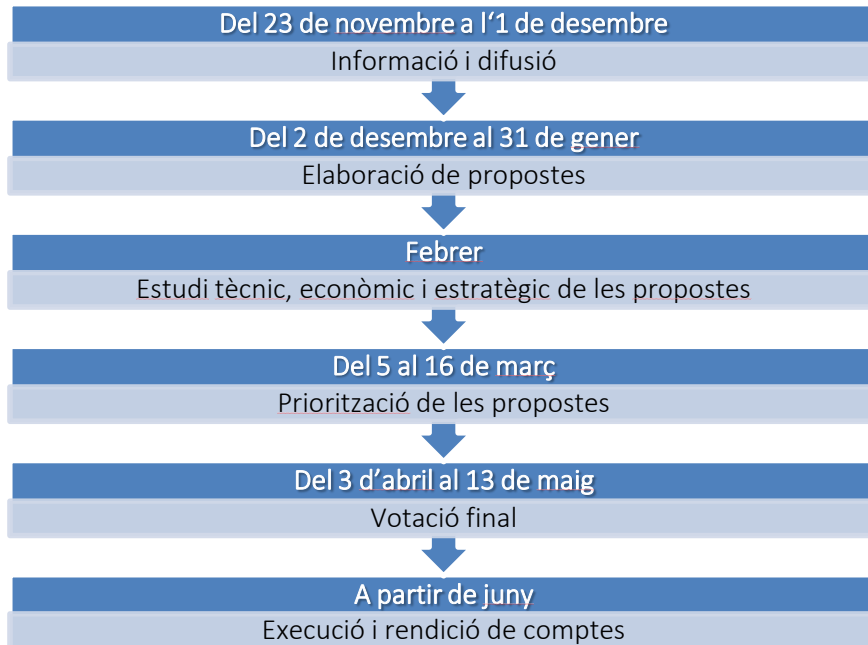 Del 23 de novembre a l‘1 de desembre
Informació i difusió
Del 2 de desembre al 31 de gener
Elaboració de propostes
Febrer
Estudi tècnic, econòmic i estratègic de les propostes
Del 5 al 16 de març
Priorització de les propostes
Del 3 d’abril al 13 de maig
Votació final
A partir de juny
Execució i rendició de comptes